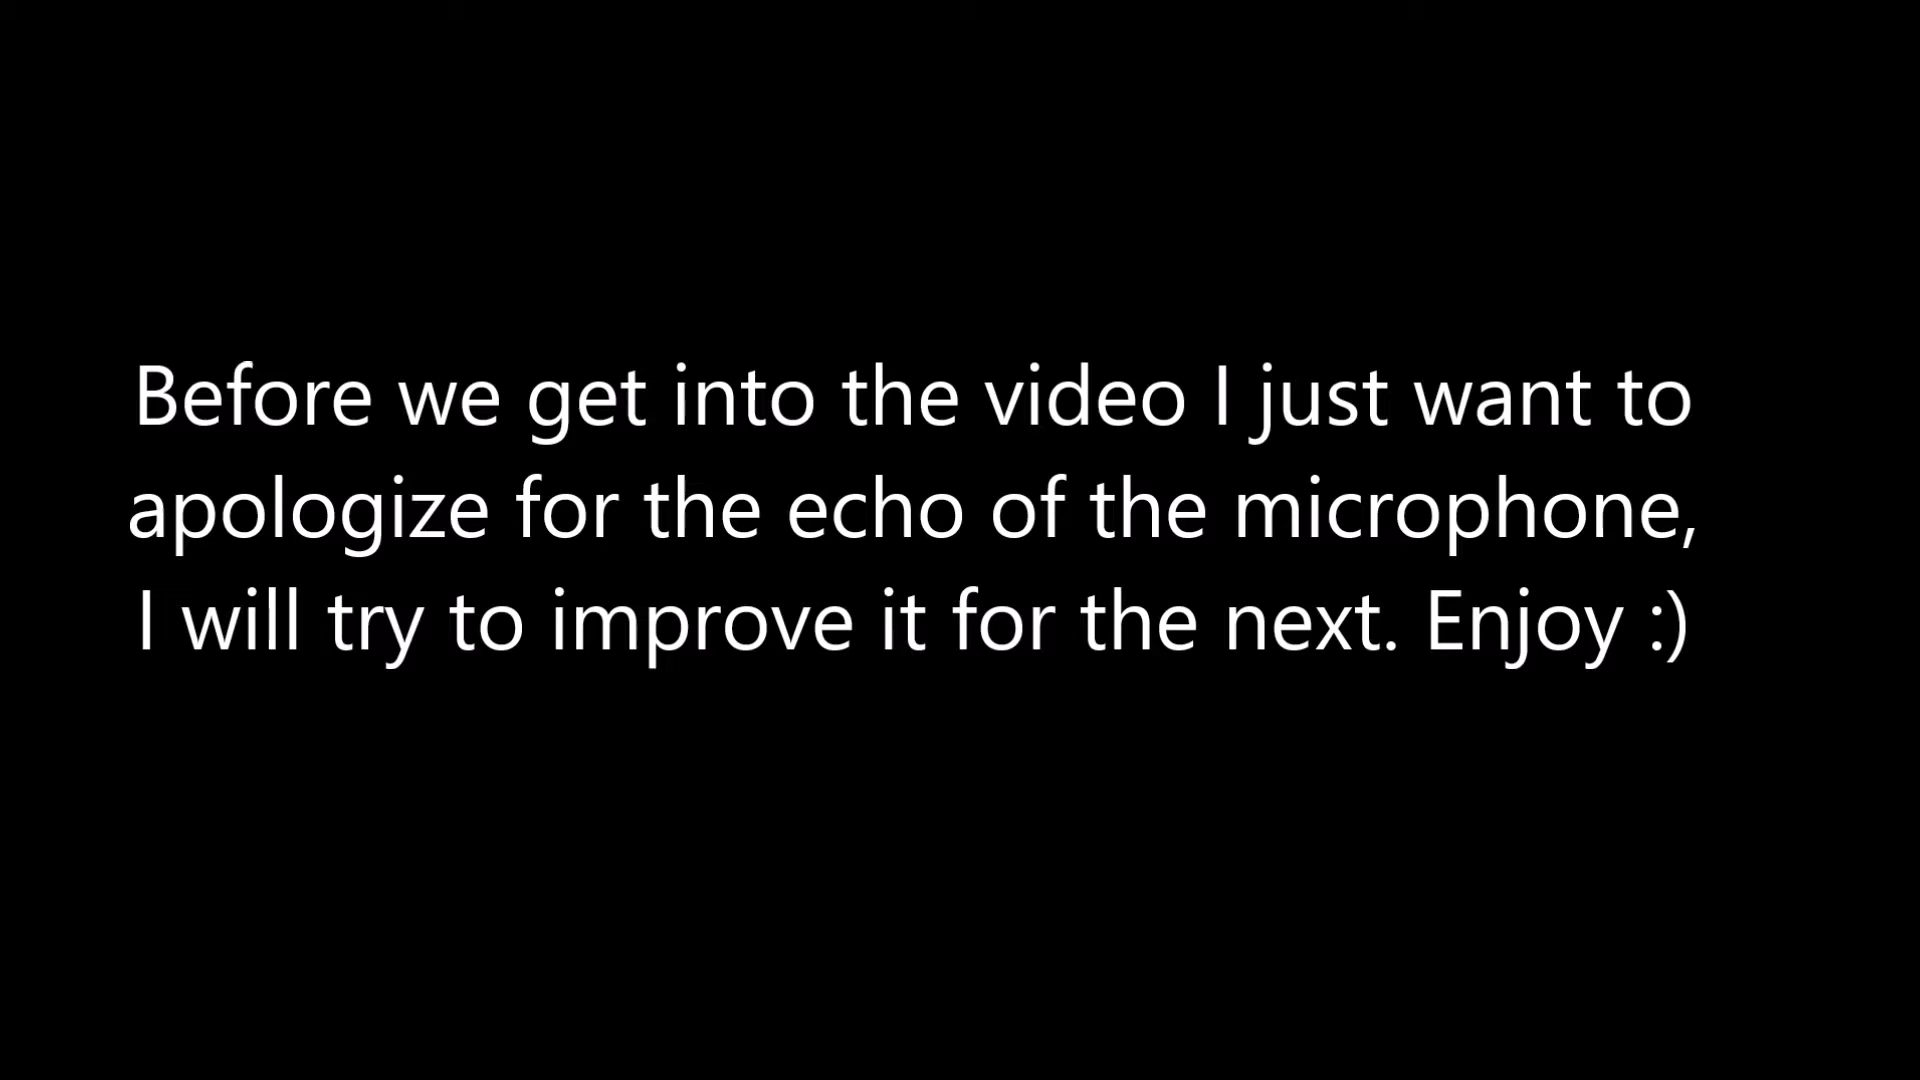 Before we get into the video I just want to
apologize for the echo of the microphone,
I will try to improve it for the next. Enjoy :)